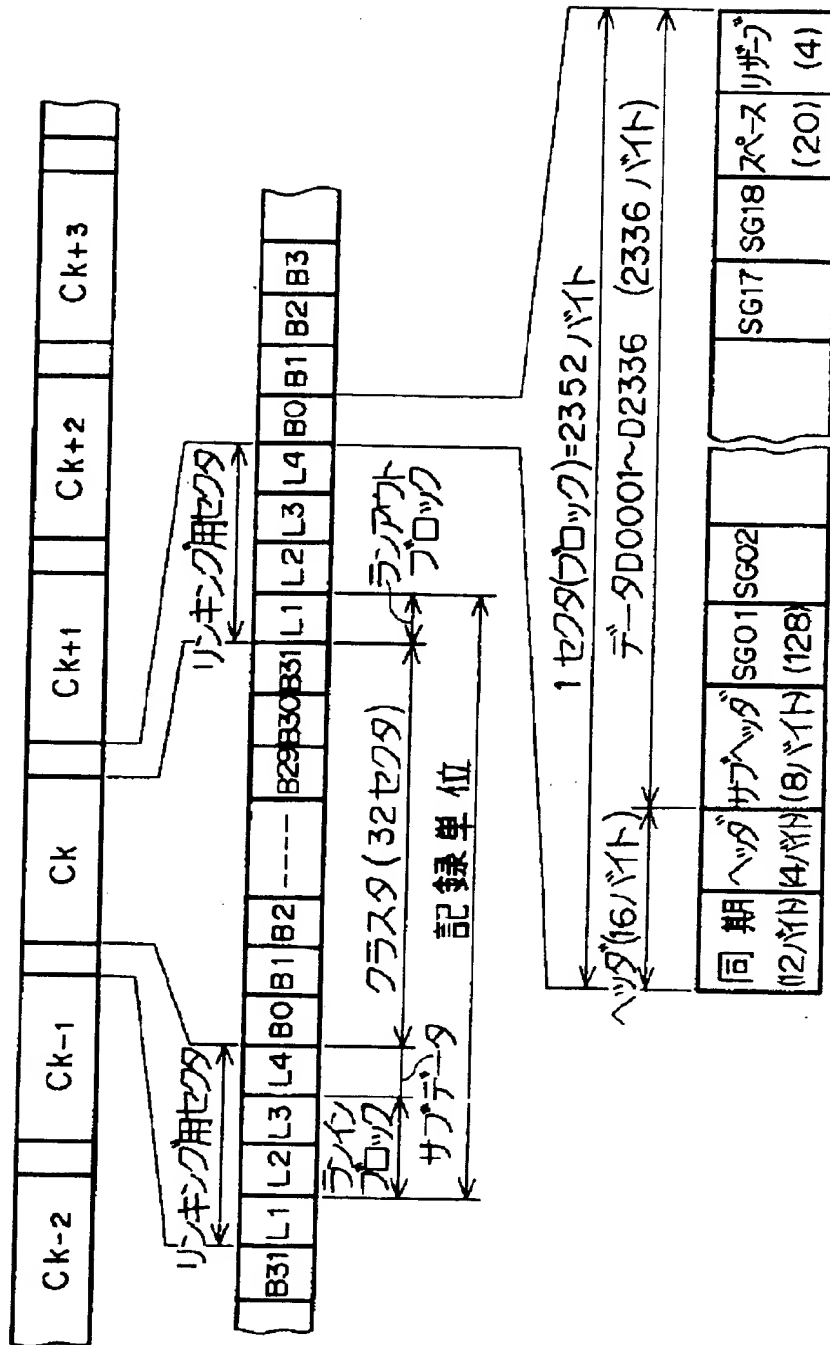 Ck-2 Ck-1 Ck Ck+1 Ck+2 Ck+3
リンキング用セクタ リンキング用セクタ
B31 L1 L2 L3 L4 B0 B1 B2 ---- B29 B30 B31 L1 L2 L3 L4 B0 B1 B2 B3
ランイン
ブロック
サブデータ
クラスタ(32セクタ)
ランアウト
ブロック
記録単位
1セクタ(ブロック)=2352バイト
ヘッダ(16バイト) データD0001~D2336 (2336バイト)
同期 ヘッダ サブヘッダ SG01 SG02 SG17 SG18 スペース リザーブ
(12バイト) (4バイト) (8バイト) (128) (20) (4)